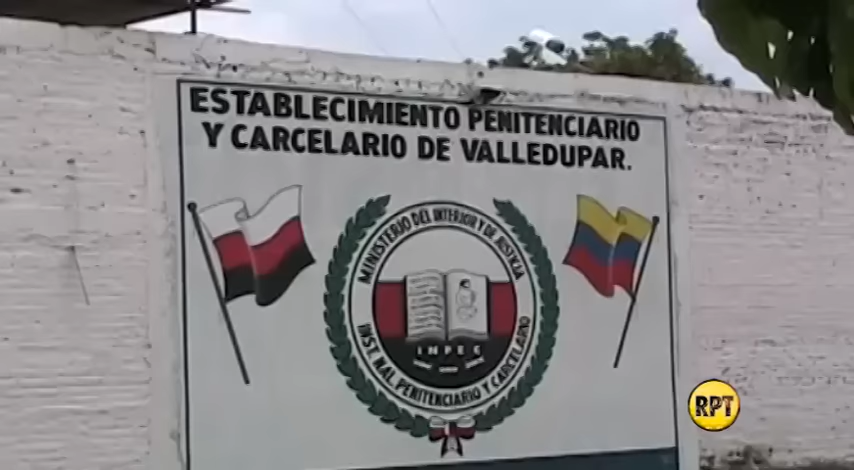 ESTABLECIMIENTO PENITENCIARIO
Y CARCELARIO DE VALLEDUPAR.
MINISTERIO DEL INTERIOR Y DE JUSTICIA
INPEC
INST. NAL. PENITENCIARIO Y CARCELARIO
RPT